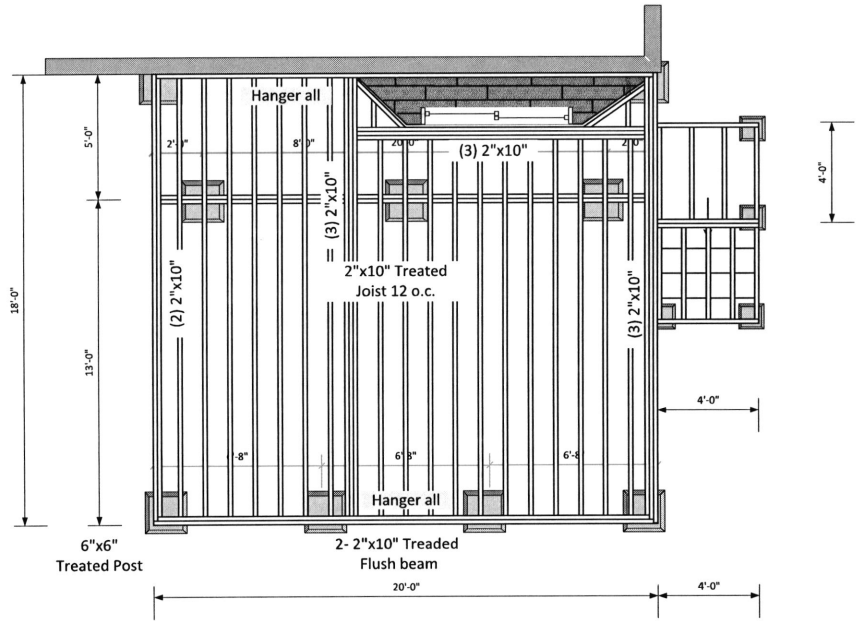 Hanger all
5'-0"
2'-0"
8'-0"
20'-0"
2'-0"
(3) 2"x10"
4'-0"
(3) 2"x10"
(2) 2"x10"
2"x10" Treated
Joist 12 o.c.
(3) 2"x10"
18'-0"
13'-0"
4'-0"
6'-8"
6'-8"
Hanger all
6"x6"
Treated Post
2- 2"x10" Treaded
Flush beam
20'-0"
4'-0"